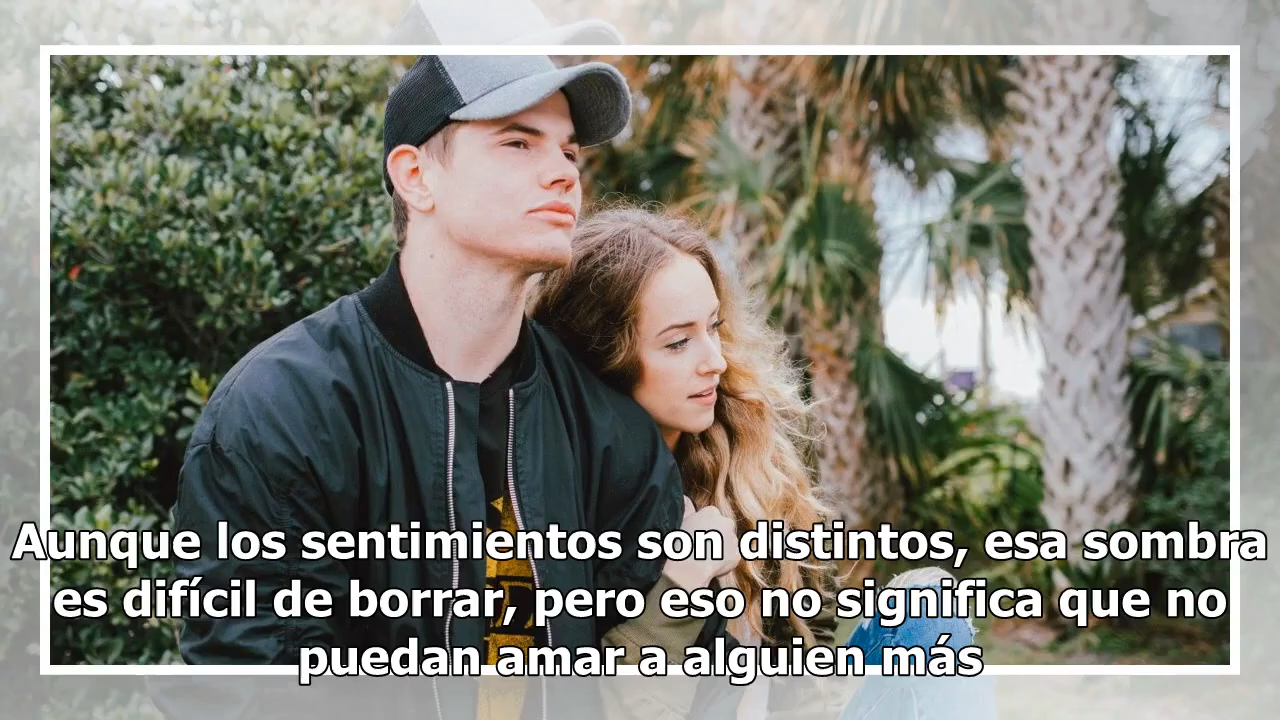 Aunque los sentimientos son distintos, esa sombra
es difícil de borrar, pero eso no significa que no
puedan amar a alguien más